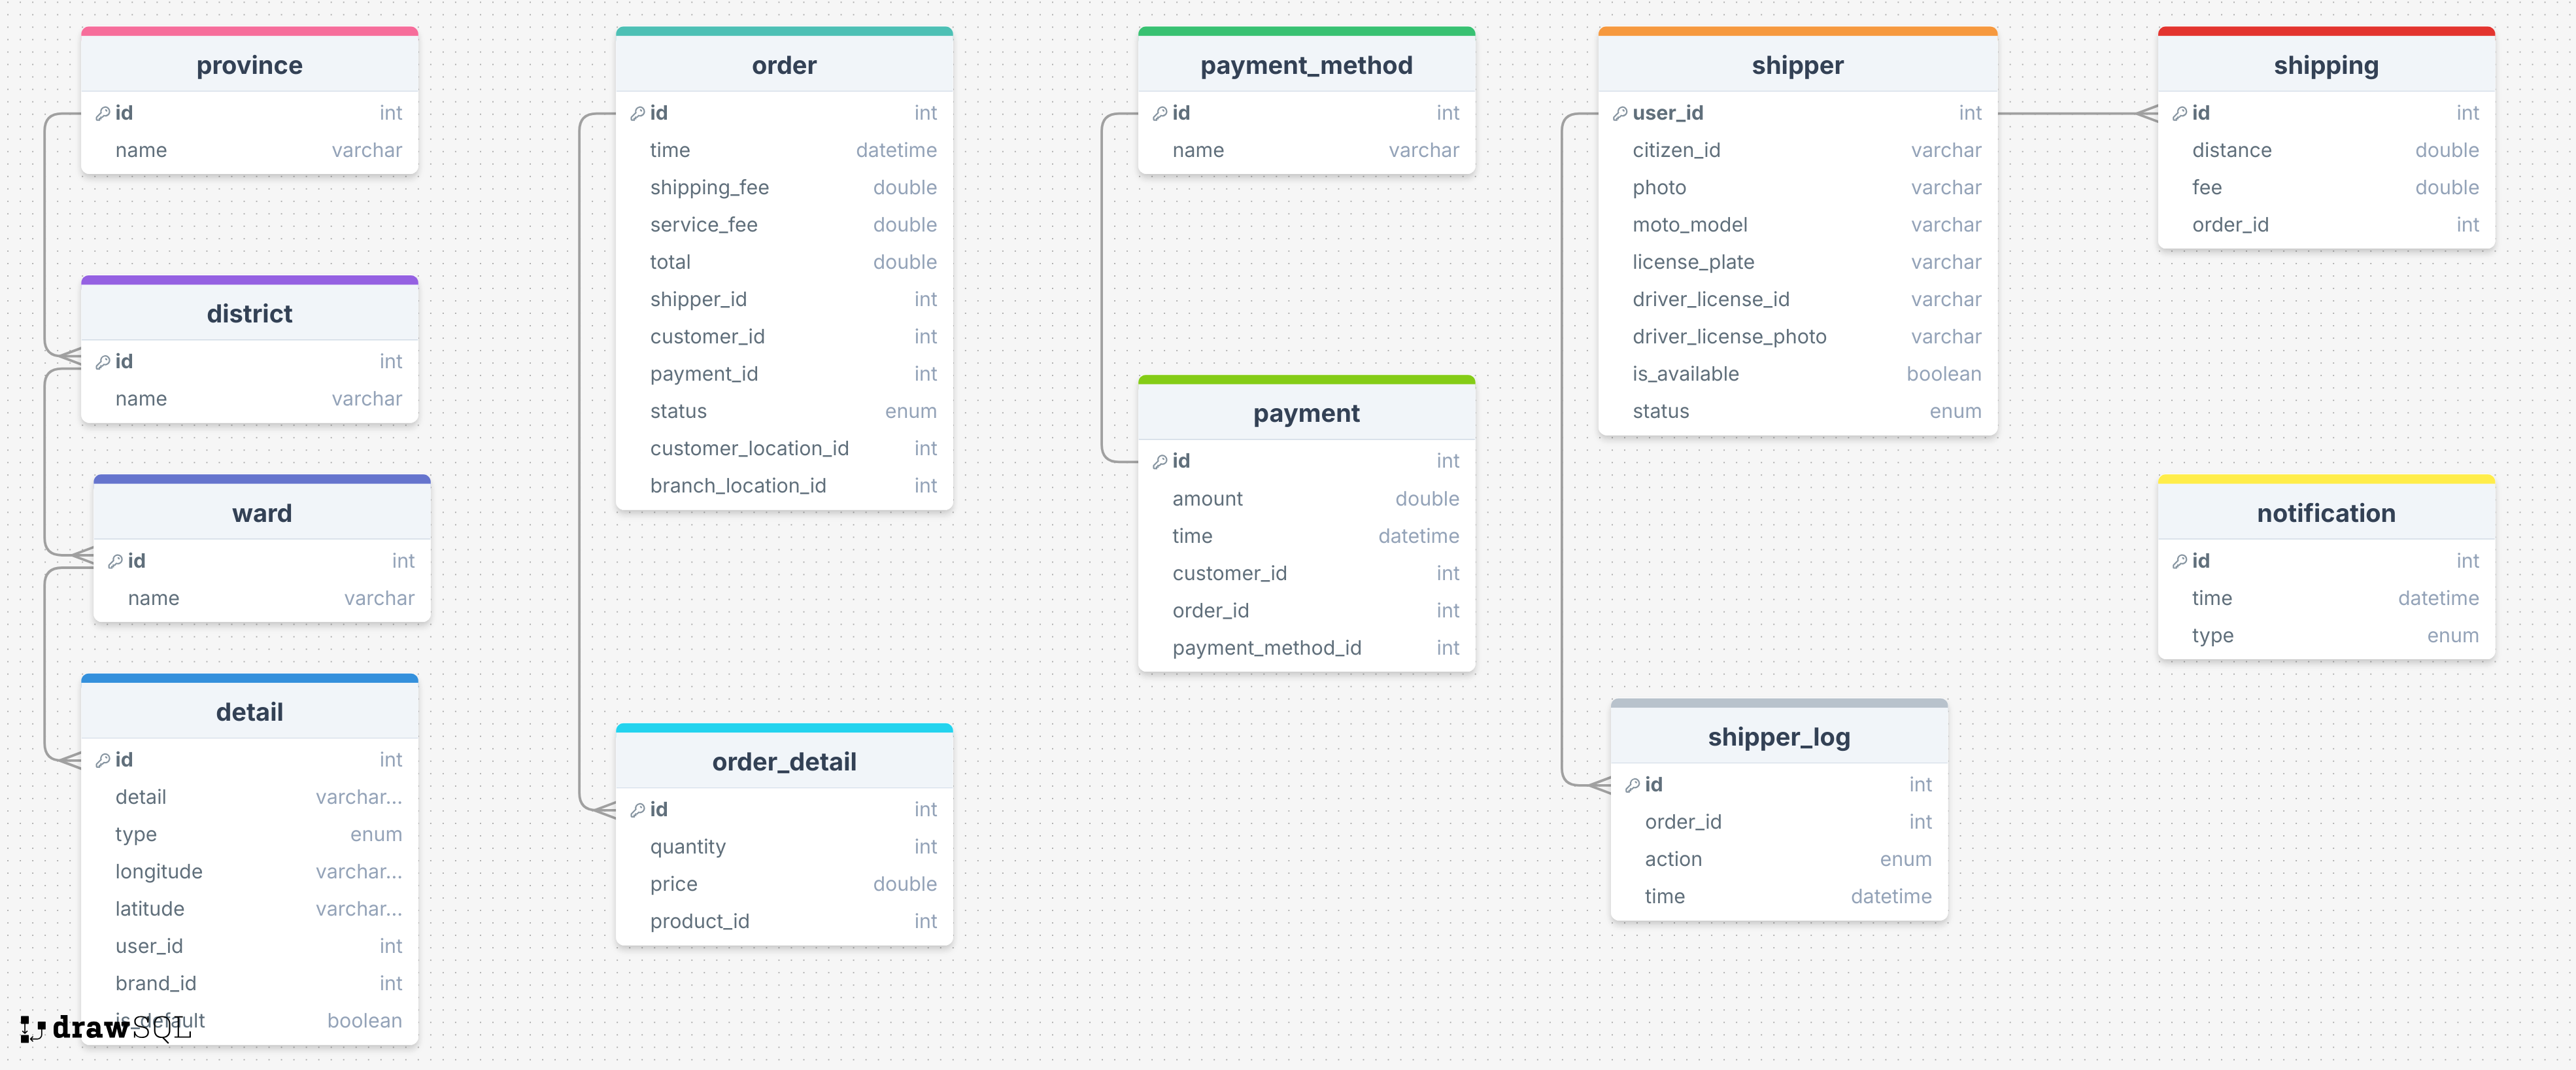 province
id int
name varchar
district
id int
name varchar
ward
id int
name varchar
detail
id int
detail varchar...
type enum
longitude varchar...
latitude varchar...
user_id int
brand_id int
is_default boolean
drawSQL
order
id int
time datetime
shipping_fee double
service_fee double
total double
shipper_id int
customer_id int
payment_id int
status enum
customer_location_id int
branch_location_id int
order_detail
id int
quantity int
price double
product_id int
payment_method
id int
name varchar
payment
id int
amount double
time datetime
customer_id int
order_id int
payment_method_id int
shipper
user_id int
citizen_id varchar
photo varchar
moto_model varchar
license_plate varchar
driver_license_id varchar
driver_license_photo varchar
is_available boolean
status enum
shipper_log
id int
order_id int
action enum
time datetime
shipping
id int
distance double
fee double
order_id int
notification
id int
time datetime
type enum